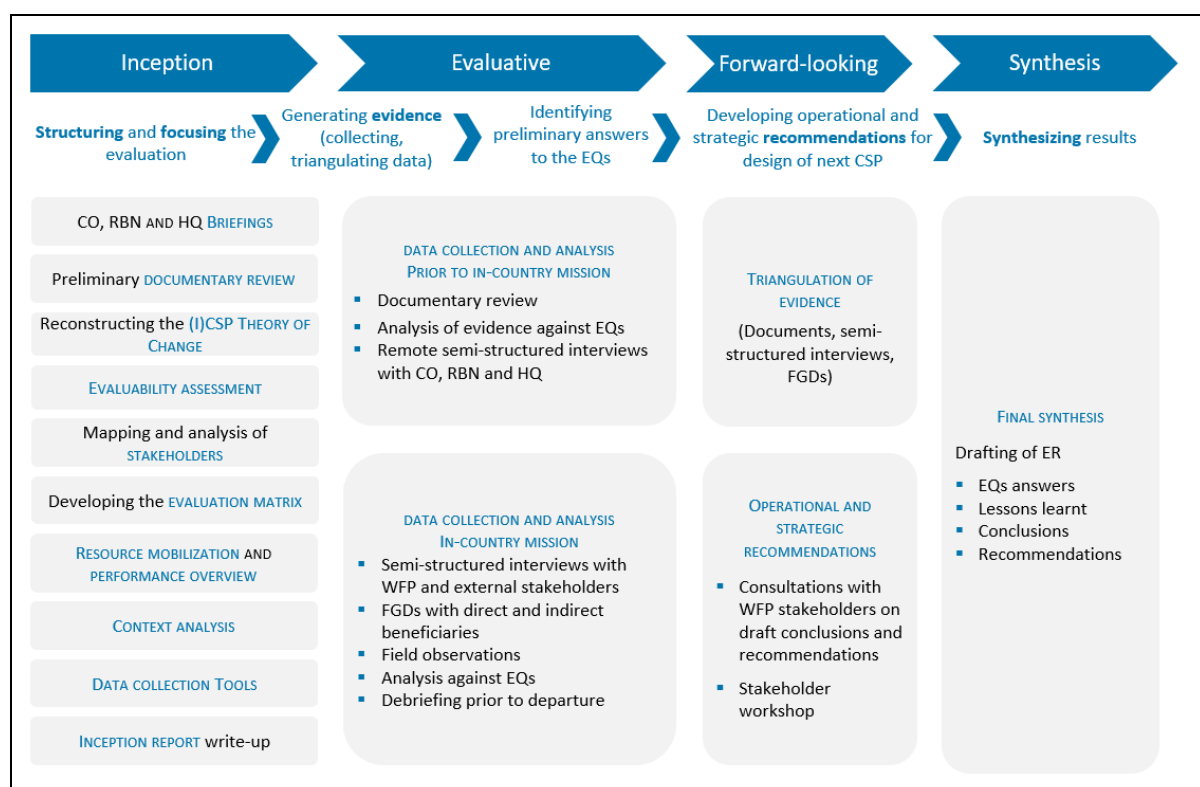 Inception
Evaluative
Forward-looking
Synthesis
Structuring and focusing the
evaluation
Generating evidence
(collecting,
triangulating data)
Identifying
preliminary answers
to the EQs
Developing operational and
strategic recommendations for
design of next CSP
Synthesizing results
CO, RBN AND HQ BRIEFINGS
Preliminary DOCUMENTARY REVIEW
Reconstructing the (I)CSP THEORY OF
CHANGE
EVALUABILITY ASSESSMENT
Mapping and analysis of
STAKEHOLDERS
Developing the EVALUATION MATRIX
RESOURCE MOBILIZATION AND
PERFORMANCE OVERVIEW
CONTEXT ANALYSIS
DATA COLLECTION TOOLS
INCEPTION REPORT write-up
DATA COLLECTION AND ANALYSIS
PRIOR TO IN-COUNTRY MISSION
▪ Documentary review
▪ Analysis of evidence against EQs
▪ Remote semi-structured interviews
with CO, RBN and HQ
DATA COLLECTION AND ANALYSIS
IN-COUNTRY MISSION
▪ Semi-structured interviews with
WFP and external stakeholders
▪ FGDs with direct and indirect
beneficiaries
▪ Field observations
▪ Analysis against EQs
▪ Debriefing prior to departure
TRIANGULATION OF
EVIDENCE
(Documents, semi-
structured interviews,
FGDs)
OPERATIONAL AND
STRATEGIC
RECOMMENDATIONS
▪ Consultations with
WFP stakeholders on
draft conclusions and
recommendations
▪ Stakeholder
workshop
FINAL SYNTHESIS
Drafting of ER
▪ EQs answers
▪ Lessons learnt
▪ Conclusions
▪ Recommendations